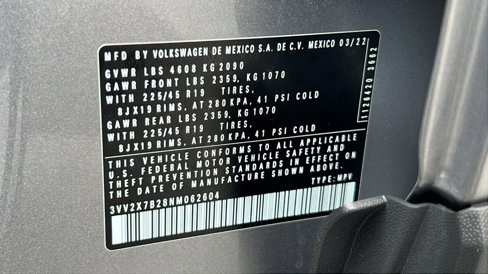 MFD BY VOLKSWAGEN DE MEXICO S.A. DE C.V. MEXICO 03/22
GVWR LBS 4608 KG 2090
GAWR FRONT LBS 2359, KG 1070
WITH 225/45 R19 TIRES,
8JX19 RIMS, AT 280 KPA, 41 PSI COLD
GAWR REAR LBS 2359, KG 1070
WITH 225/45 R19 TIRES,
8JX19 RIMS, AT 280 KPA, 41 PSI COLD
THIS VEHICLE CONFORMS TO ALL APPLICABLE
U.S. FEDERAL MOTOR VEHICLE SAFETY AND
THEFT PREVENTION STANDARDS IN EFFECT ON
THE DATE OF MANUFACTURE SHOWN ABOVE.
3VV2X7B28NM062604 TYPE: MPV
1128420 3662